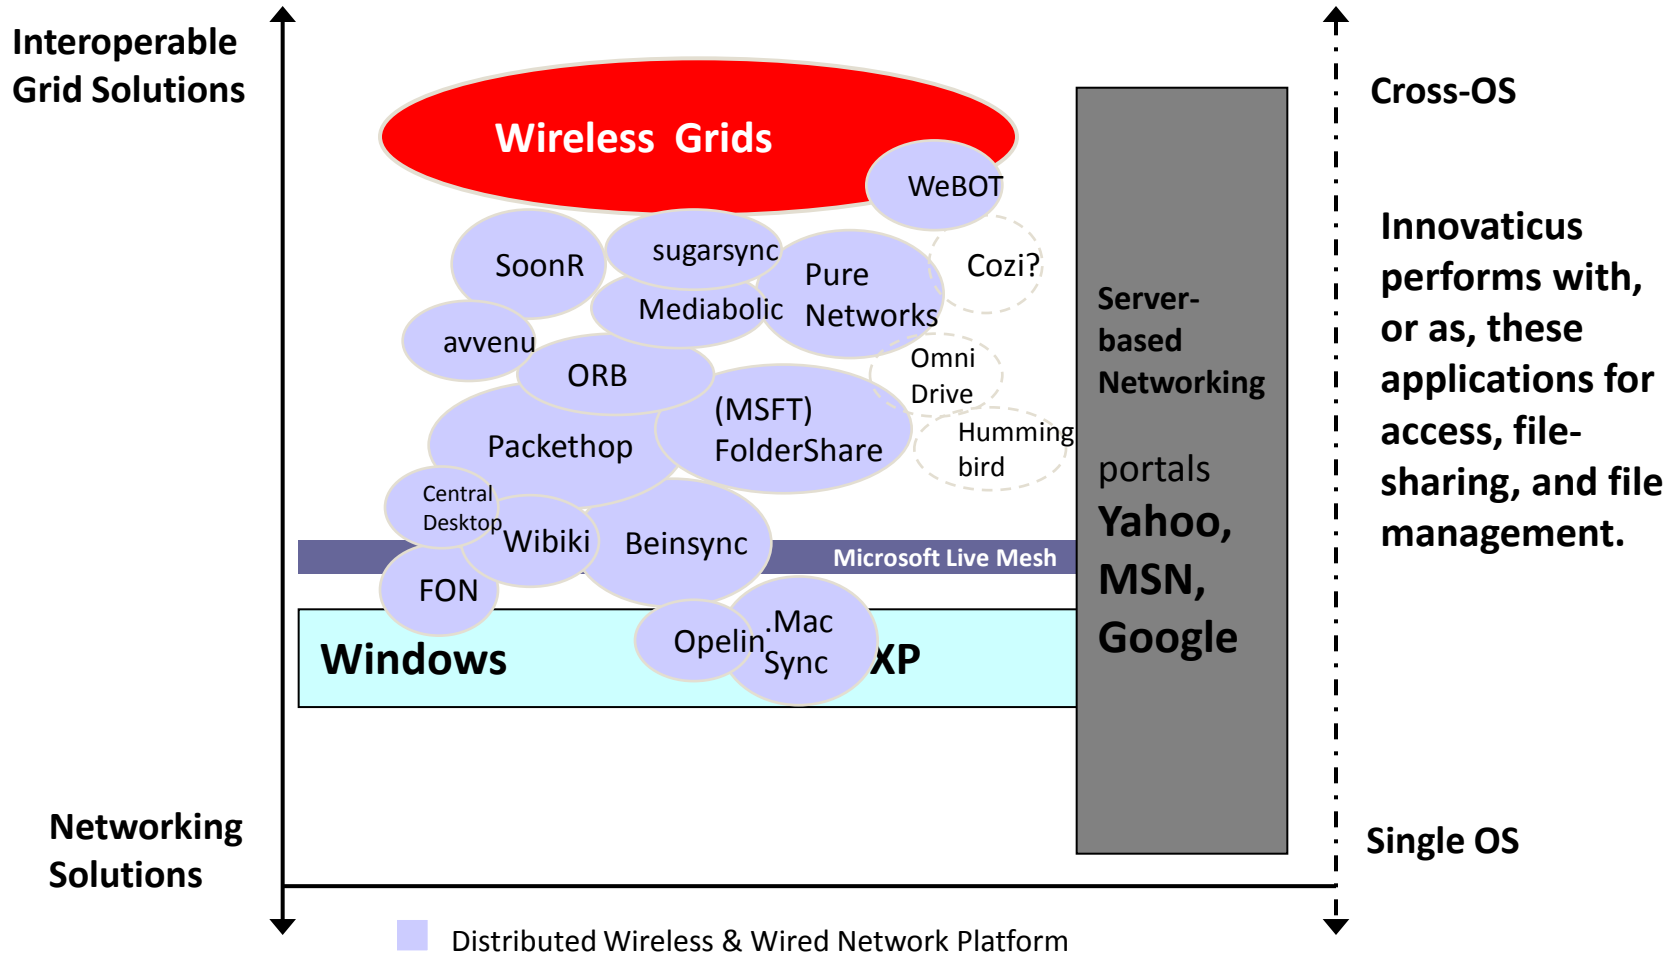 Interoperable
Grid Solutions
Wireless  Grids
WeBOT
SoonR
sugarsync
Pure
Networks
Cozi?
Mediabolic
avvenu
ORB
Omni
Drive
(MSFT)
FolderShare
Packethop
Humming
bird
Central
Desktop
Wibiki
Beinsync
Microsoft Live Mesh
FON
Opelin
.Mac
Sync
Windows
XP
Server-
based
Networking
portals
Yahoo,
MSN,
Google
Cross-OS
Innovaticus
performs with,
or as, these
applications for
access, file-
sharing, and file
management.
Networking
Solutions
Single OS
Distributed Wireless & Wired Network Platform